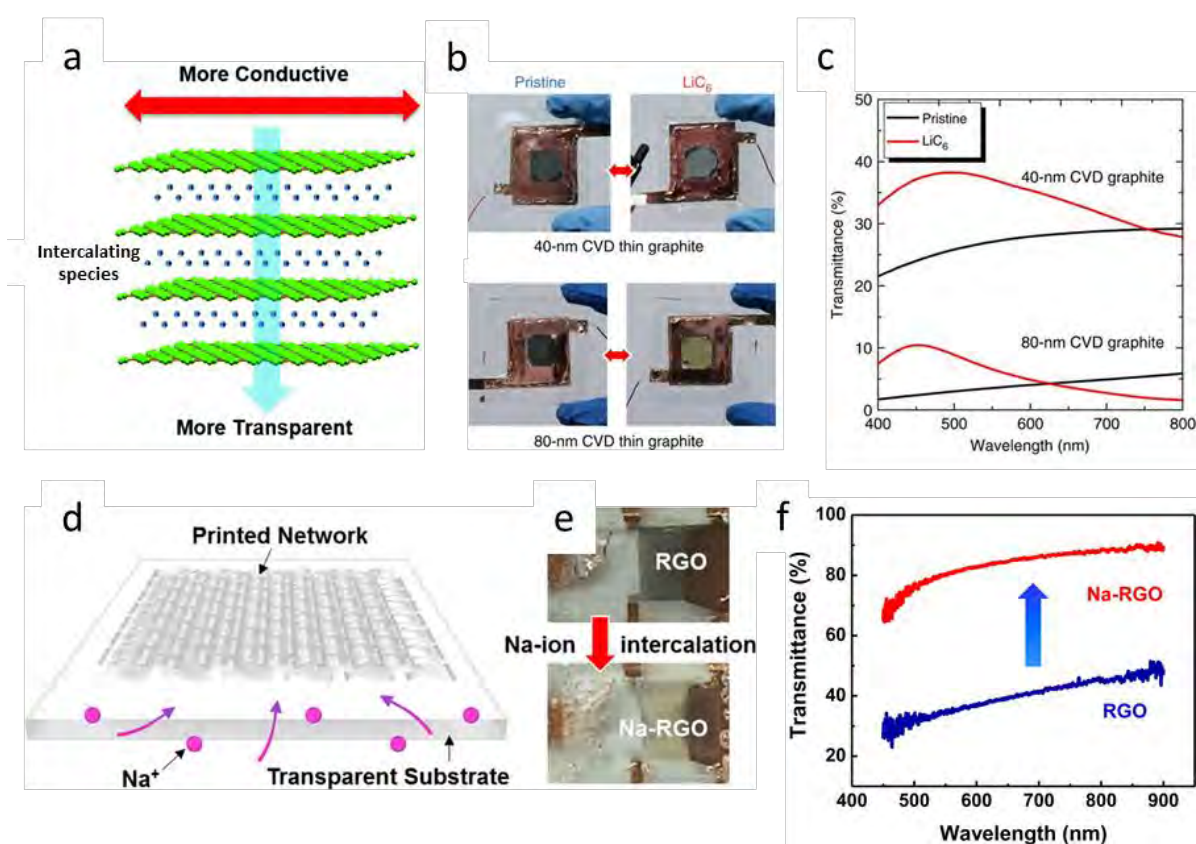 a
More Conductive
Intercalating
species
More Transparent
b
Pristine
LiC₆
40-nm CVD thin graphite
80-nm CVD thin graphite
c
50
40
30
20
10
0
Transmittance (%)
Pristine
LiC₆
40-nm CVD graphite
80-nm CVD graphite
400
500
600
700
800
Wavelength (nm)
d
Printed Network
Na⁺
Transparent Substrate
e
RGO
Na-ion intercalation
Na-RGO
f
100
80
60
40
20
Transmittance (%)
Na-RGO
RGO
400
500
600
700
800
900
Wavelength (nm)